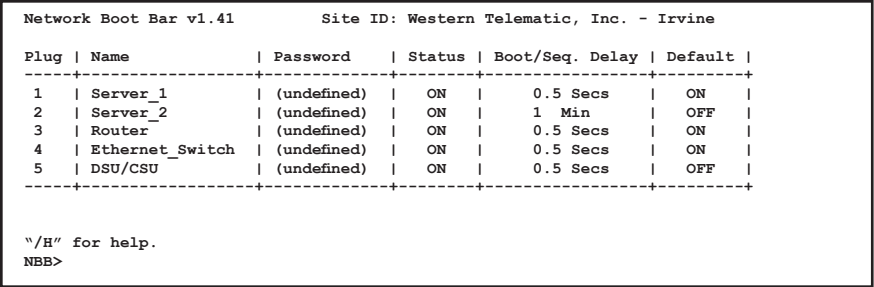 Network Boot Bar v1.41          Site ID: Western Telematic, Inc. - Irvine
Plug | Name            | Password    | Status | Boot/Seq. Delay | Default |
-----+-----------------+-------------+--------+-----------------+---------+
1   | Server_1        | (undefined) |   ON   |     0.5 Secs    |   ON    |
2   | Server_2        | (undefined) |   ON   |     1  Min      |   OFF   |
3   | Router          | (undefined) |   ON   |     0.5 Secs    |   ON    |
4   | Ethernet_Switch | (undefined) |   ON   |     0.5 Secs    |   ON    |
5   | DSU/CSU         | (undefined) |   ON   |     0.5 Secs    |   OFF   |
-----+-----------------+-------------+--------+-----------------+---------+
“/H” for help.
NBB>